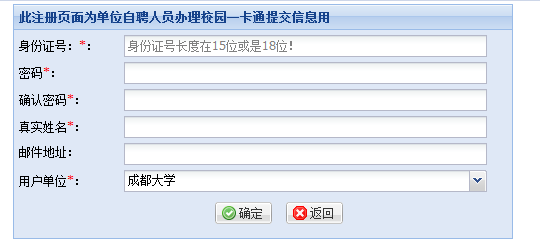 此注册页面为单位自聘人员办理校园一卡通提交信息用
身份证号：*： 身份证号长度在15位或是18位!
密码*：
确认密码*：
真实姓名*：
邮件地址：
用户单位*： 成都大学
确定 返回